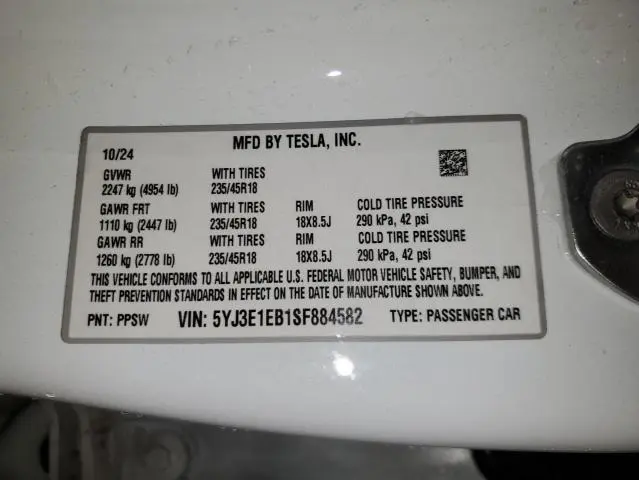 MFD BY TESLA, INC.
10/24
GVWR WITH TIRES
2247 kg (4954 lb) 235/45R18
GAWR FRT WITH TIRES RIM COLD TIRE PRESSURE
1110 kg (2447 lb) 235/45R18 18X8.5J 290 kPa, 42 psi
GAWR RR WITH TIRES RIM COLD TIRE PRESSURE
1260 kg (2778 lb) 235/45R18 18X8.5J 290 kPa, 42 psi
THIS VEHICLE CONFORMS TO ALL APPLICABLE U.S. FEDERAL MOTOR VEHICLE SAFETY, BUMPER, AND
THEFT PREVENTION STANDARDS IN EFFECT ON THE DATE OF MANUFACTURE SHOWN ABOVE.
PNT: PPSW VIN: 5YJ3E1EB1SF884582 TYPE: PASSENGER CAR